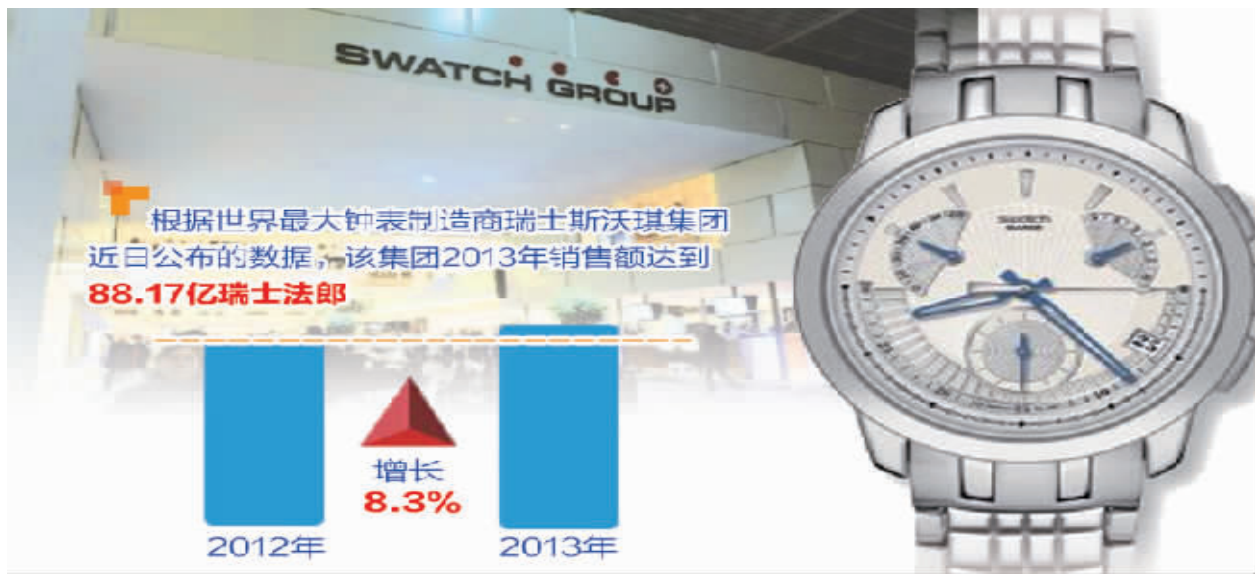 SWATCH GROUP
根据世界最大钟表制造商瑞士斯沃琪集团
近日公布的数据，该集团2013年销售额达到
88.17亿瑞士法郎
增长
8.3%
2012年
2013年
swatch